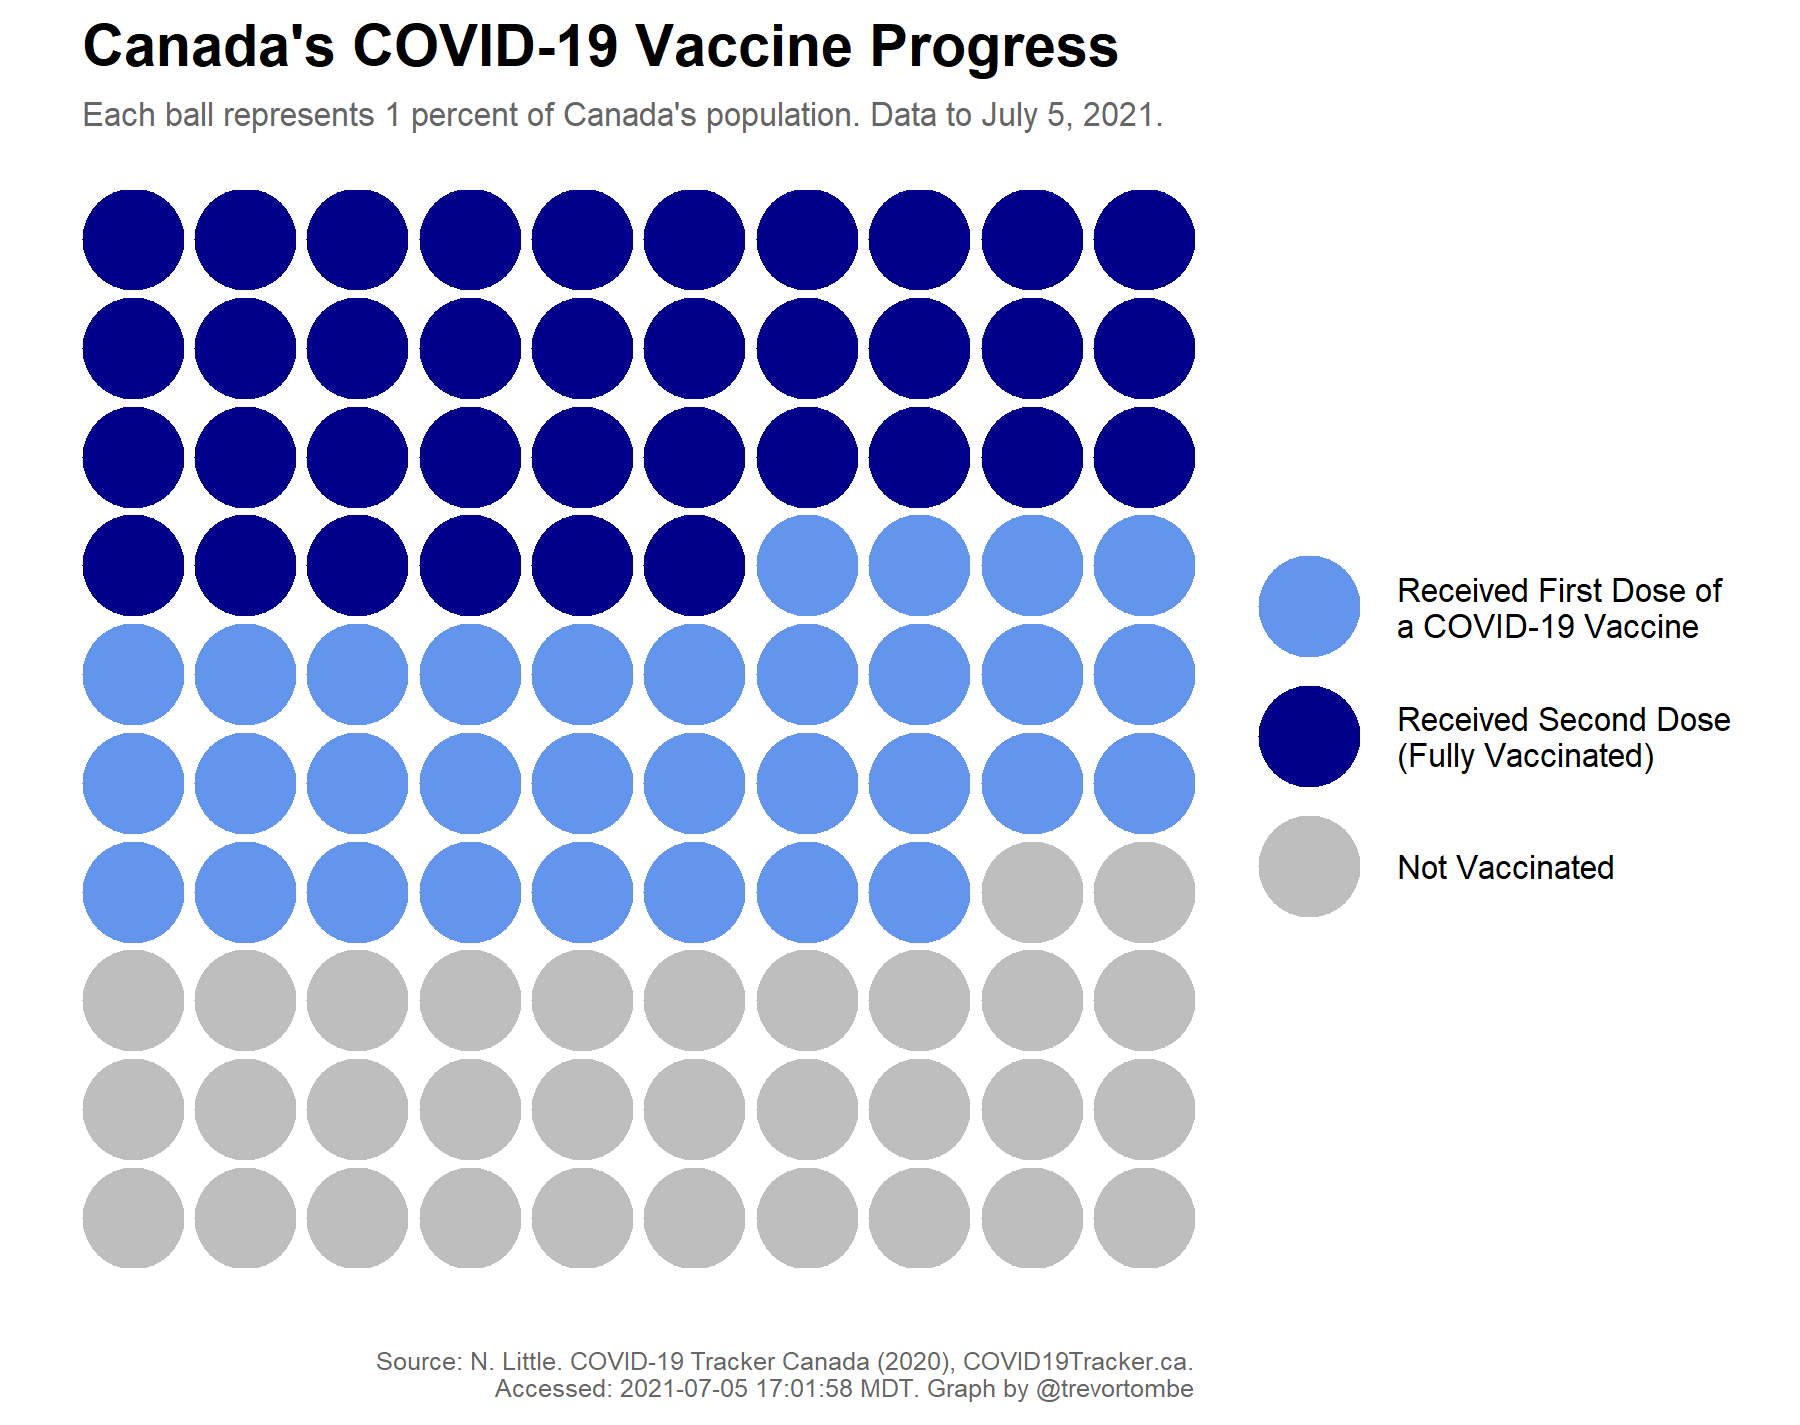 Canada's COVID-19 Vaccine Progress
Each ball represents 1 percent of Canada's population. Data to July 5, 2021.
Received First Dose of
a COVID-19 Vaccine
Received Second Dose
(Fully Vaccinated)
Not Vaccinated
Source: N. Little. COVID-19 Tracker Canada (2020), COVID19Tracker.ca.
Accessed: 2021-07-05 17:01:58 MDT. Graph by @trevortombe